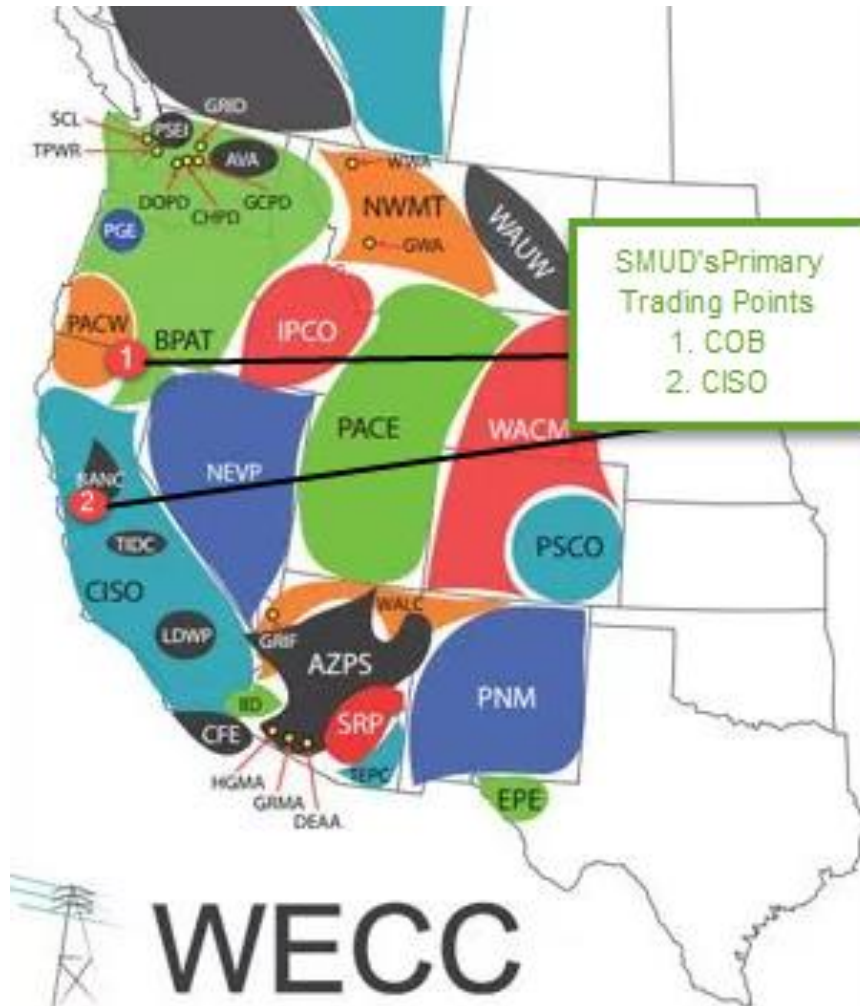 GRID
SCL
PSEI
TPWR
AVA
WWA
DOPD
CHPD
GCPD
NWMT
WAUW
PGE
GWA
SMUD'sPrimary
Trading Points
1. COB
2. CISO
PACW
BPAT
IPCO
1
PACE
WACM
NEVP
BANC
2
TIDC
PSCO
CISO
WALC
LDWP
GRIF
AZPS
IID
PNM
CFE
SRP
HGMA
TEPC
GRMA
DEAA
EPE
WECC